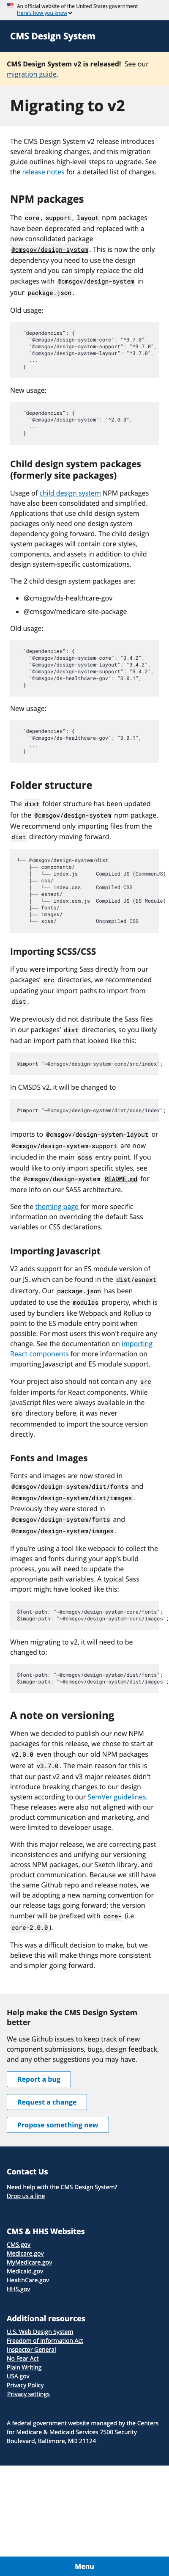 An official website of the United States government
Here's how you know
CMS Design System
CMS Design System v2 is released! See our
migration guide.
Migrating to v2
The CMS Design System v2 release introduces
several breaking changes, and this migration
guide outlines high-level steps to upgrade. See
the release notes for detailed list of changes.
NPM packages
The core, support, layout npm packages
have been deprecated and replaced with a
new consolidated package
@cmsgov/design-system. This is now the only
dependency required to use the design
system and you can simply replace the old
packages with @cmsgov/design-system in
your package.json.
Old usage:
"dependencies": {
"@cmsgov/design-system-core": "^3.7.0",
"@cmsgov/design-system-support": "^3.7.0",
"@cmsgov/design-system-layout": "^3.7.0",
...
}
New usage:
"dependencies": {
"@cmsgov/design-system": "^2.0.0",
...
}
Child design system packages
(formerly site packages)
Usage of child design system NPM packages
have also been consolidated and simplified.
Applications that use child design system
packages only need one design system
dependency going forward. The child design
system packages will contain core styles,
components, and assets in addition to child
design system-specific customizations.
The 2 child design system packages are:
• @cmsgov/ds-healthcare-gov
• @cmsgov/medicare-site-package
Old usage:
"dependencies": {
"@cmsgov/design-system-core": "3.4.2",
"@cmsgov/design-system-layout": "3.4.2",
"@cmsgov/design-system-support": "3.4.2",
"@cmsgov/ds-healthcare-gov": "3.0.1",
}
New usage:
"dependencies": {
"@cmsgov/ds-healthcare-gov": "3.0.1",
...
}
Folder structure
The dist folder structure has been updated
for the @cmsgov/design-system npm package.
We recommend only importing files from the
dist directory moving forward.
└── @cmsgov/design-system/dist
├── components/
│ └── index.js Compiled JS (CommmonJS)
├── css/
│ └── index.css Compiled CSS
├── esnext/
│ └── index.esm.js Compiled JS (ES Module)
├── fonts/
├── images/
└── scss/ Uncompiled CSS
Importing SCSS/CSS
If you were importing Sass directly from our
packages' src directories, we recommended
updating your imports paths to import from
dist.
We previously did not distribute the Sass files
in our packages' dist directories, so you likely
had an import path that looked like this:
@import "~@cmsgov/design-system-core/src/index";
In CMSDS v2, it will be changed to
@import "~@cmsgov/design-system/dist/scss/index";
Imports to @cmsgov/design-system-layout or
@cmsgov/design-system-support are now
included in the main scss entry point. If you
would like to only import specific styles, see
the @cmsgov/design-system README.md for
more info on our SASS architecture.
See the theming page for more specific
information on overriding the default Sass
variables or CSS declarations.
Importing Javascript
V2 adds support for an ES module version of
our JS, which can be found in the dist/esnext
directory. Our package.json has been
updated to use the modules property, which is
used by bundlers like Webpack and Rollup to
point to the ES module entry point when
possible. For most users this won't require any
change. See the documentation on importing
React components for more information on
importing Javascript and ES module support.
Your project also should not contain any src
folder imports for React components. While
JavaScript files were always available in the
src directory before, it was never
recommended to import the source version
directly.
Fonts and Images
Fonts and images are now stored in
@cmsgov/design-system/dist/fonts and
@cmsgov/design-system/dist/images.
Previously they were stored in
@cmsgov/design-system/fonts and
@cmsgov/design-system/images.
If you're using a tool like webpack to collect the
images and fonts during your app's build
process, you will need to update the
appropriate path variables. A typical Sass
import might have looked like this:
$font-path: "~@cmsgov/design-system-core/fonts";
$image-path: "~@cmsgov/design-system-core/images";
When migrating to v2, it will need to be
changed to:
$font-path: "~@cmsgov/design-system/dist/fonts";
$image-path: "~@cmsgov/design-system/dist/images";
A note on versioning
When we decided to publish our new NPM
packages for this release, we chose to start at
v2.0.0 even though our old NPM packages
were at v3.7.0. The main reason for this is
that our past v2 and v3 major releases didn't
introduce breaking changes to our design
system according to our SemVer guidelines.
These releases were also not aligned with our
product communication and marketing, and
were limited to developer usage.
With this major release, we are correcting past
inconsistencies and unifying our versioning
across NPM packages, our Sketch library, and
product communication. Because we still have
the same Github repo and release notes, we
will be adopting a new naming convention for
our release tags going forward; the version
number will be prefixed with core- (i.e.
core-2.0.0).
This was a difficult decision to make, but we
believe this will make things more consistent
and simpler going forward.
Help make the CMS Design System
better
We use Github issues to keep track of new
component submissions, bugs, design feedback,
and any other suggestions you may have.
Report a bug
Request a change
Propose something new
Contact Us
Need help with the CMS Design System?
Drop us a line
CMS & HHS Websites
CMS.gov
Medicare.gov
MyMedicare.gov
Medicaid.gov
HealthCare.gov
HHS.gov
Additional resources
U.S. Web Design System
Freedom of Information Act
Inspector General
No Fear Act
Plain Writing
USA.gov
Privacy Policy
Privacy settings
A federal government website managed by the Centers
for Medicare & Medicaid Services 7500 Security
Boulevard, Baltimore, MD 21124
Menu